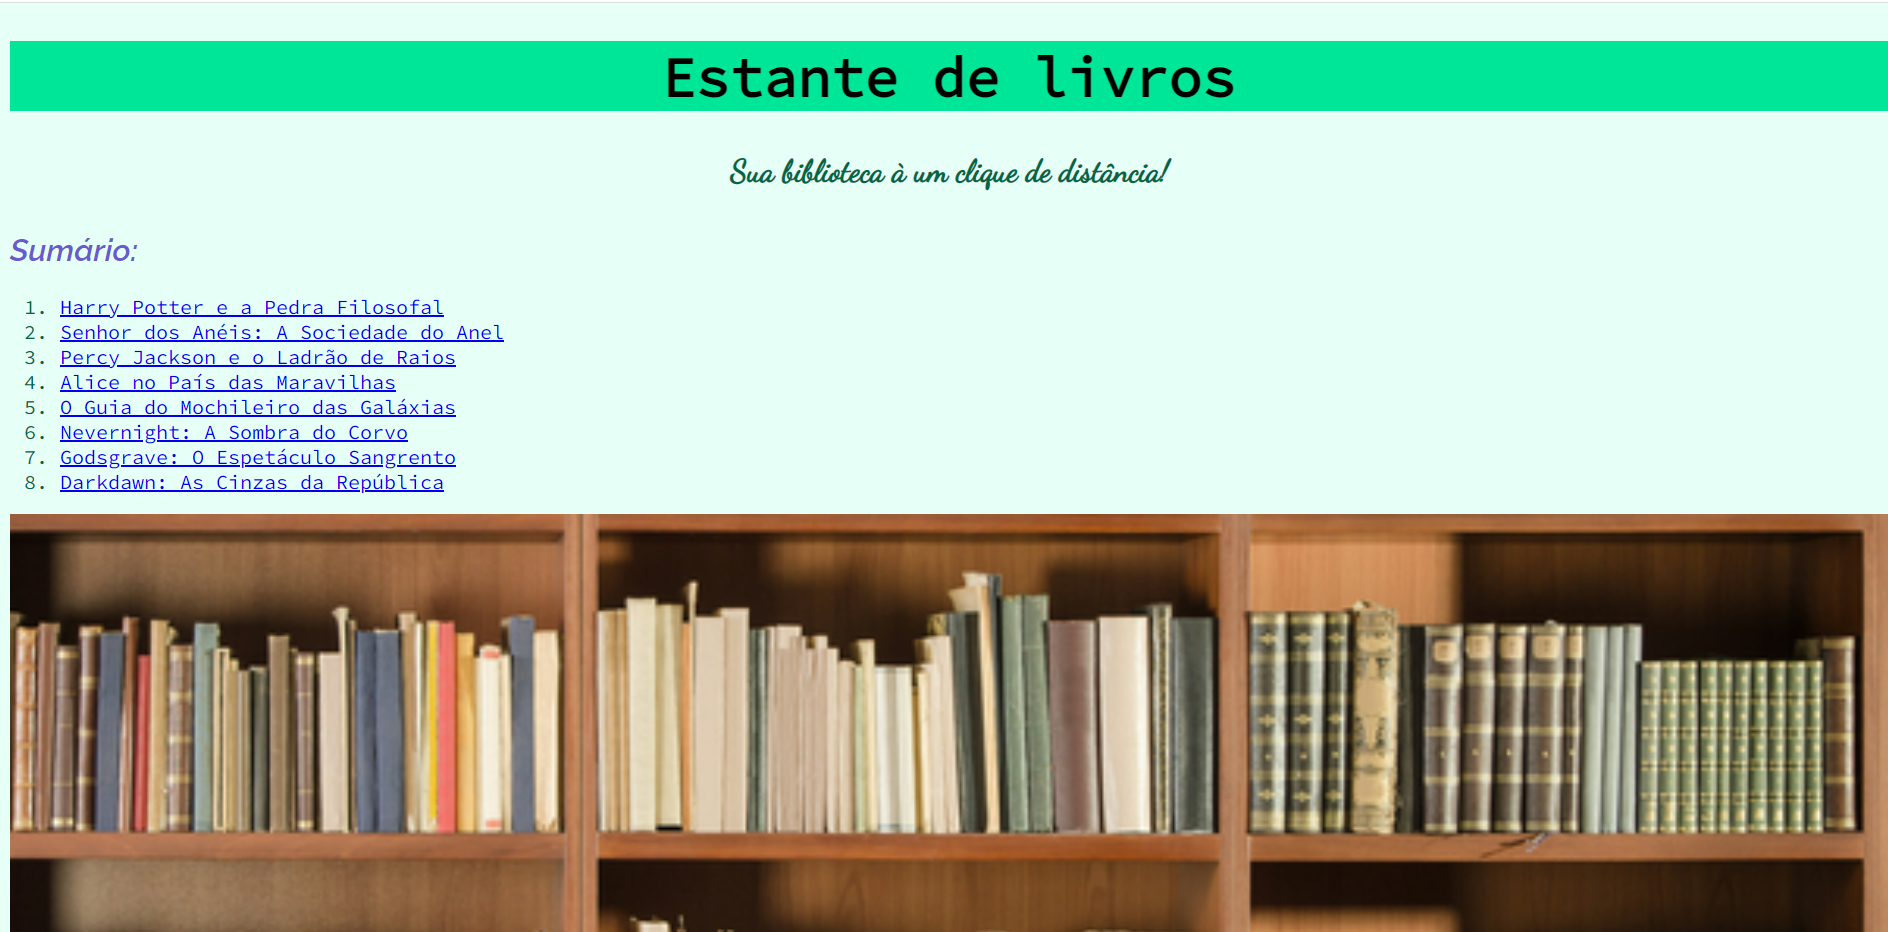 Estante de livros
Sua biblioteca à um clique de distância!
Sumário:
1. Harry Potter e a Pedra Filosofal
2. Senhor dos Anéis: A Sociedade do Anel
3. Percy Jackson e o Ladrão de Raios
4. Alice no País das Maravilhas
5. O Guia do Mochileiro das Galáxias
6. Nevernight: A Sombra do Corvo
7. Godsgrave: O Espetáculo Sangrento
8. Darkdawn: As Cinzas da República